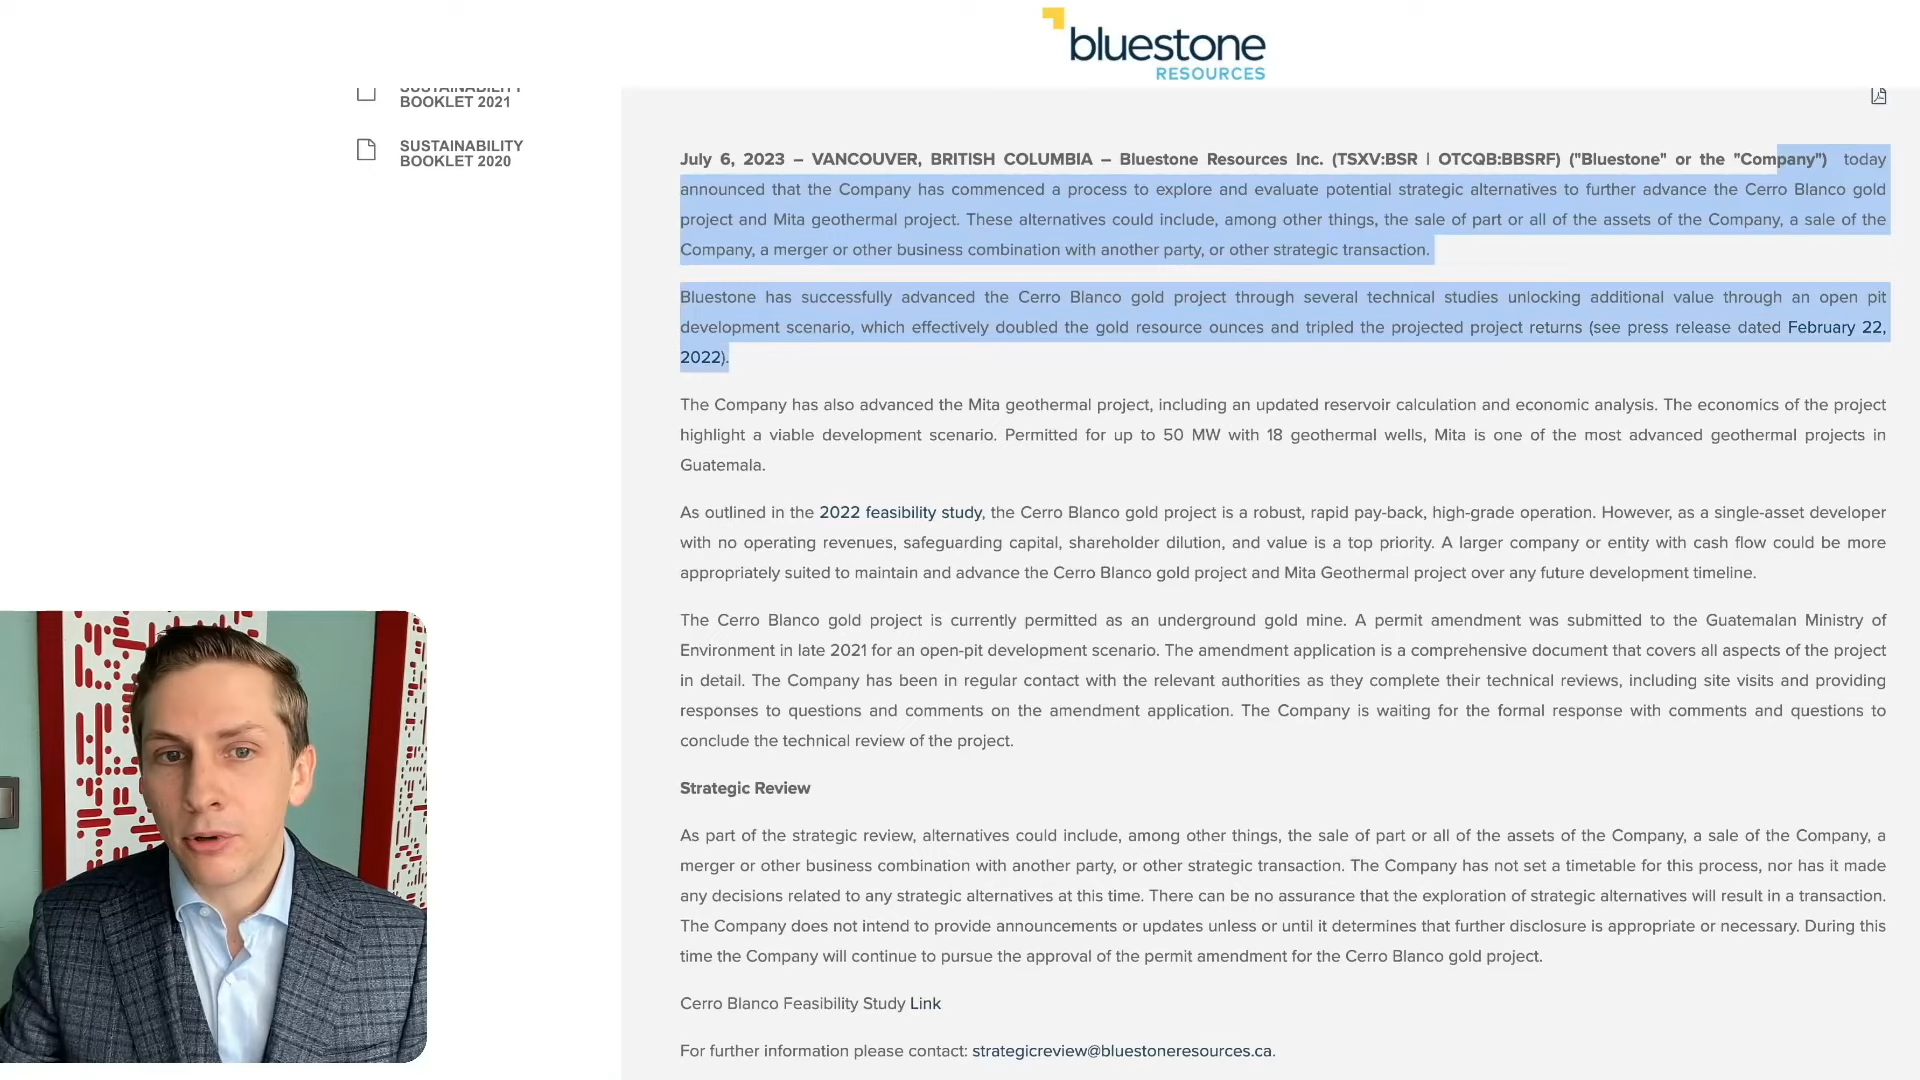 bluestone
RESOURCES
SUSTAINABILITY
BOOKLET 2021
SUSTAINABILITY
BOOKLET 2020
July 6, 2023 – VANCOUVER, BRITISH COLUMBIA – Bluestone Resources Inc. (TSXV:BSR | OTCQB:BBSRF) ("Bluestone" or the "Company") today
announced that the Company has commenced a process to explore and evaluate potential strategic alternatives to further advance the Cerro Blanco gold
project and Mita geothermal project. These alternatives could include, among other things, the sale of part or all of the assets of the Company, a sale of the
Company, a merger or other business combination with another party, or other strategic transaction.
Bluestone has successfully advanced the Cerro Blanco gold project through several technical studies unlocking additional value through an open pit
development scenario, which effectively doubled the gold resource ounces and tripled the projected project returns (see press release dated February 22,
2022).
The Company has also advanced the Mita geothermal project, including an updated reservoir calculation and economic analysis. The economics of the project
highlight a viable development scenario. Permitted for up to 50 MW with 18 geothermal wells, Mita is one of the most advanced geothermal projects in
Guatemala.
As outlined in the 2022 feasibility study, the Cerro Blanco gold project is a robust, rapid pay-back, high-grade operation. However, as a single-asset developer
with no operating revenues, safeguarding capital, shareholder dilution, and value is a top priority. A larger company or entity with cash flow could be more
appropriately suited to maintain and advance the Cerro Blanco gold project and Mita Geothermal project over any future development timeline.
The Cerro Blanco gold project is currently permitted as an underground gold mine. A permit amendment was submitted to the Guatemalan Ministry of
Environment in late 2021 for an open-pit development scenario. The amendment application is a comprehensive document that covers all aspects of the project
in detail. The Company has been in regular contact with the relevant authorities as they complete their technical reviews, including site visits and providing
responses to questions and comments on the amendment application. The Company is waiting for the formal response with comments and questions to
conclude the technical review of the project.
Strategic Review
As part of the strategic review, alternatives could include, among other things, the sale of part or all of the assets of the Company, a sale of the Company, a
merger or other business combination with another party, or other strategic transaction. The Company has not set a timetable for this process, nor has it made
any decisions related to any strategic alternatives at this time. There can be no assurance that the exploration of strategic alternatives will result in a transaction.
The Company does not intend to provide announcements or updates unless or until it determines that further disclosure is appropriate or necessary. During this
time the Company will continue to pursue the approval of the permit amendment for the Cerro Blanco gold project.
Cerro Blanco Feasibility Study Link
For further information please contact: strategicreview@bluestoneresources.ca.